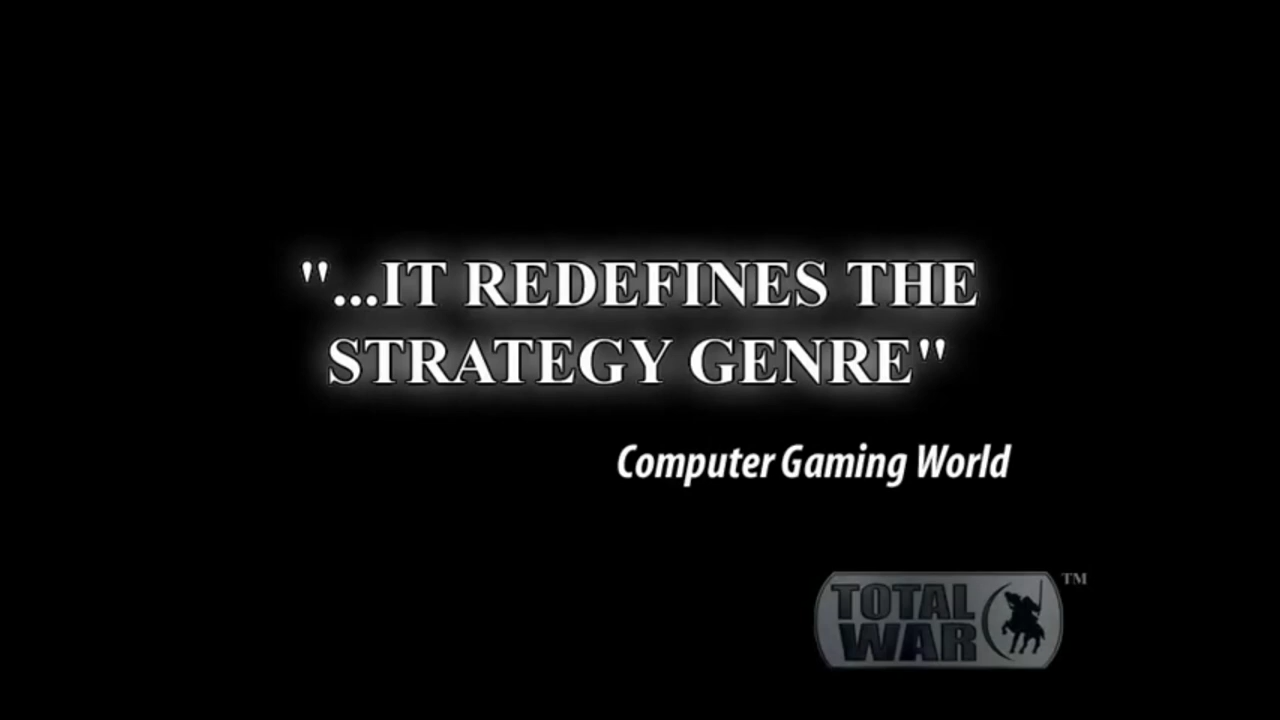 "...IT REDEFINES THE
STRATEGY GENRE"
Computer Gaming World
TOTAL
WAR
TM